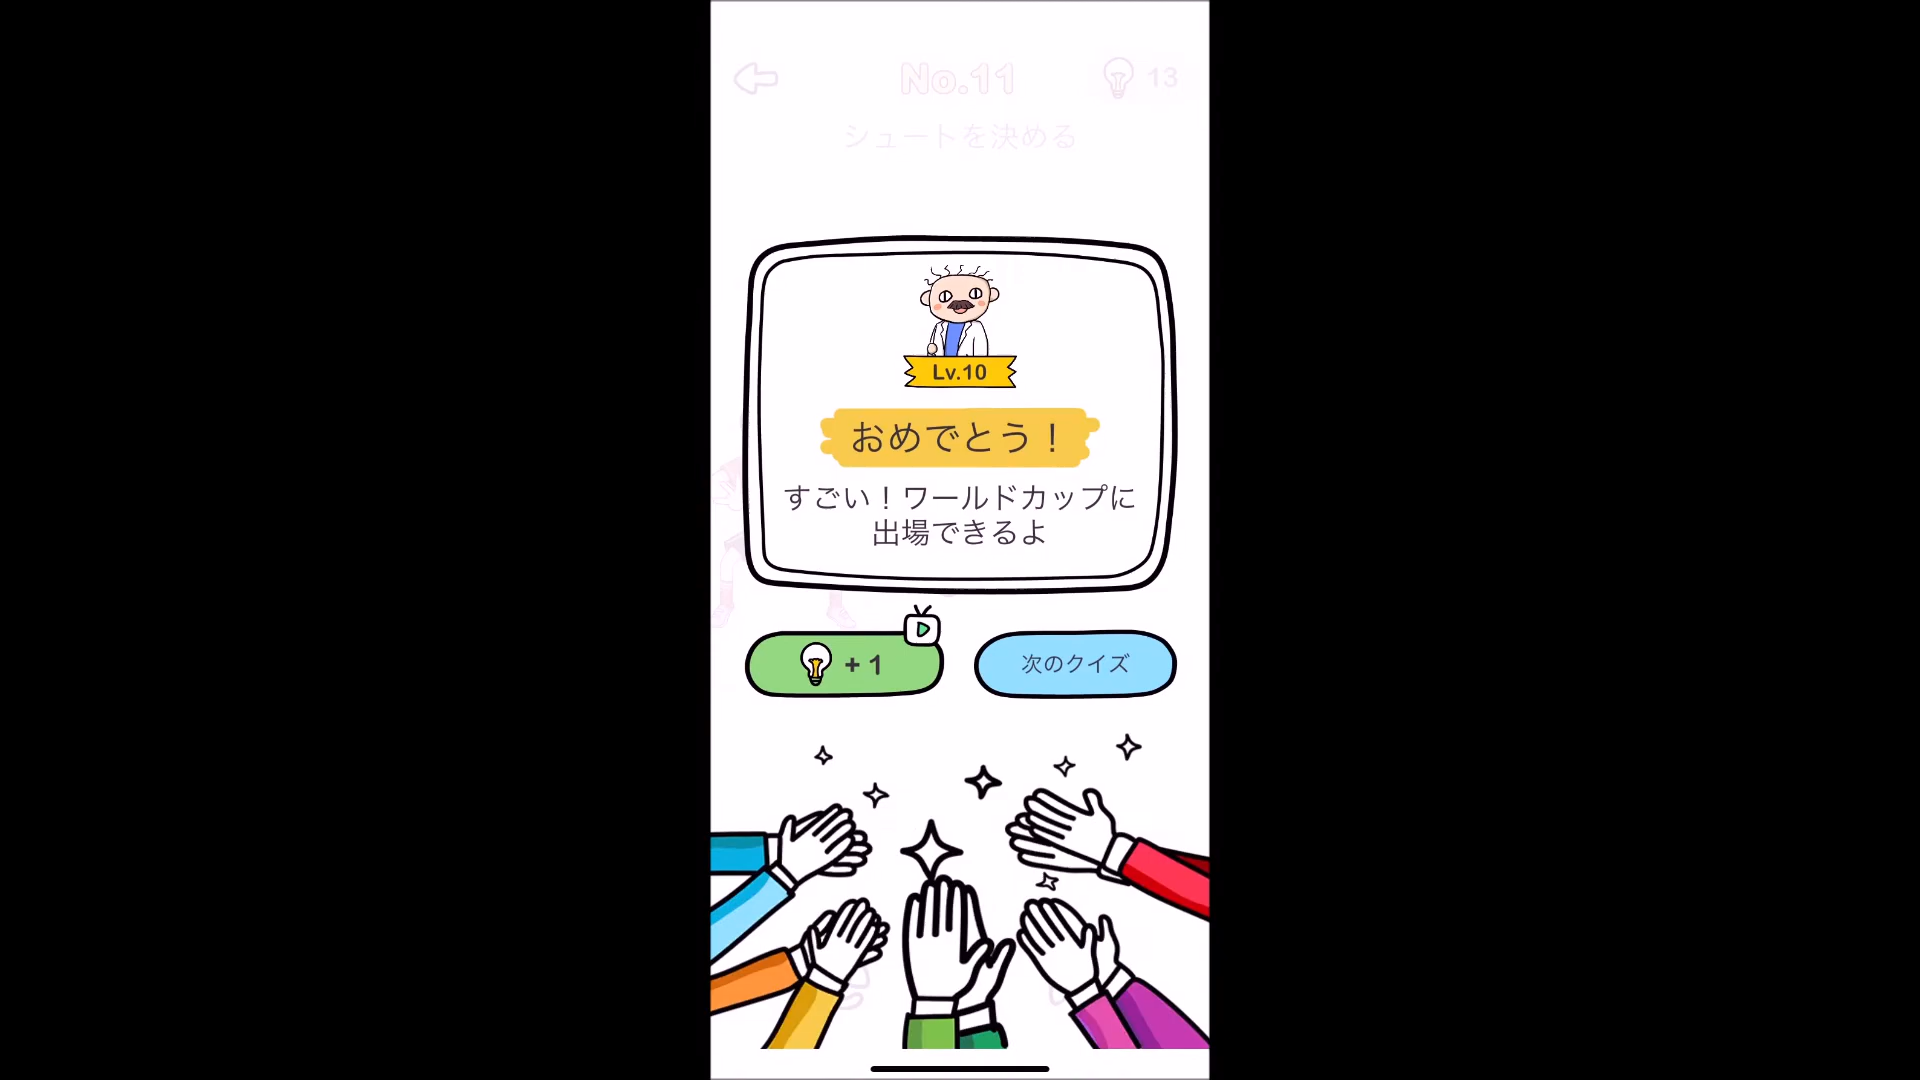 No.11
13
シュートを決める
Lv.10
おめでとう！
すごい！ワールドカップに
出場できるよ
+ 1
次のクイズ